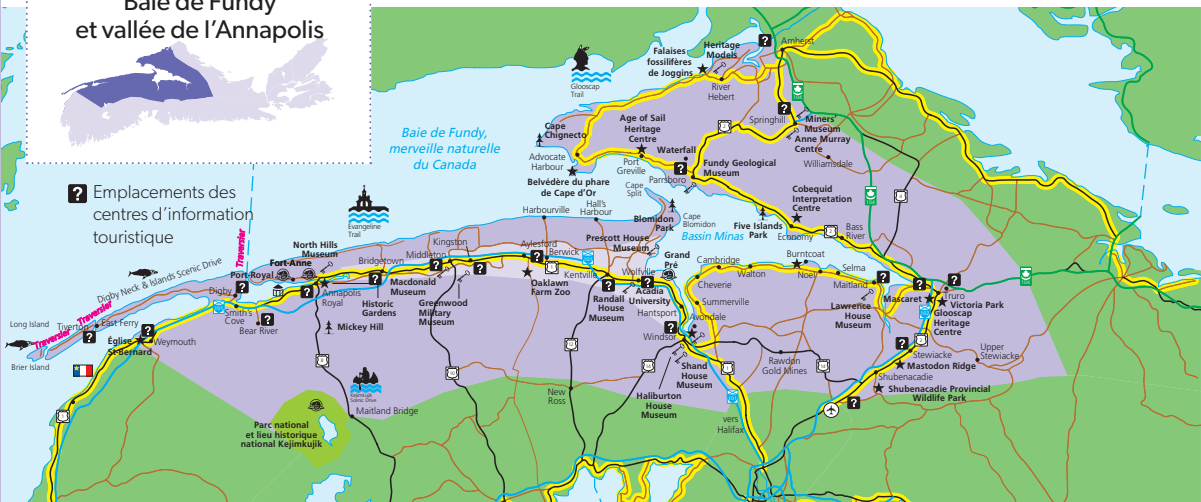 Baie de Fundy
et vallée de l'Annapolis
? Emplacements des
centres d'information
touristique
Baie de Fundy,
merveille naturelle
du Canada
Glooscap
Trail
Falaises
fossilifères
de Joggins
Heritage
Models
Amherst
River
Hebert
Springhill
Miners'
Museum
Anne Murray
Centre
Williamsdale
Cape
Chignecto
Age of Sail
Heritage
Centre
Waterfall
Advocate
Harbour
Port
Greville
Parrsboro
Fundy Geological
Museum
Belvédère du phare
de Cape d'Or
Cape
Split
Cobequid
Interpretation
Centre
Blomidon
Park
Cape
Blomidon
Five Islands
Park
Economy
Bass
River
Bassin Minas
Evangeline
Trail
Harbourville
Hall's
Harbour
Prescott House
Museum
Grand
Pré
Kingston
Aylesford
Berwick
Middleton
Bridgetown
North Hills
Museum
Fort-Anne
Port-Royal
Traversier
Digby Neck & Islands Scenic Drive
Digby
Smith's
Cove
Bear River
Annapolis
Royal
Historic
Gardens
Macdonald
Museum
Greenwood
Military
Museum
Oaklawn
Farm Zoo
Kentville
Wolfville
Randall
House
Museum
Acadia
University
Hantsport
Cambridge
Cheverie
Walton
Burntcoat
Noel
Selma
Maitland
Summerville
Avondale
Windsor
Lawrence
House
Museum
Mascaret
Truro
Victoria Park
Glooscap
Heritage
Centre
Long Island
Tiverton
Traversier
Traversier
East Ferry
Brier Island
Église
St-Bernard
Weymouth
Mickey Hill
Kejimkujik
Scenic Drive
Maitland Bridge
Parc national
et lieu historique
national Kejimkujik
New
Ross
Haliburton
House
Museum
Shand
House
Museum
Rawdon
Gold Mines
vers
Halifax
Stewiacke
Upper
Stewiacke
Mastodon Ridge
Shubenacadie
Shubenacadie Provincial
Wildlife Park